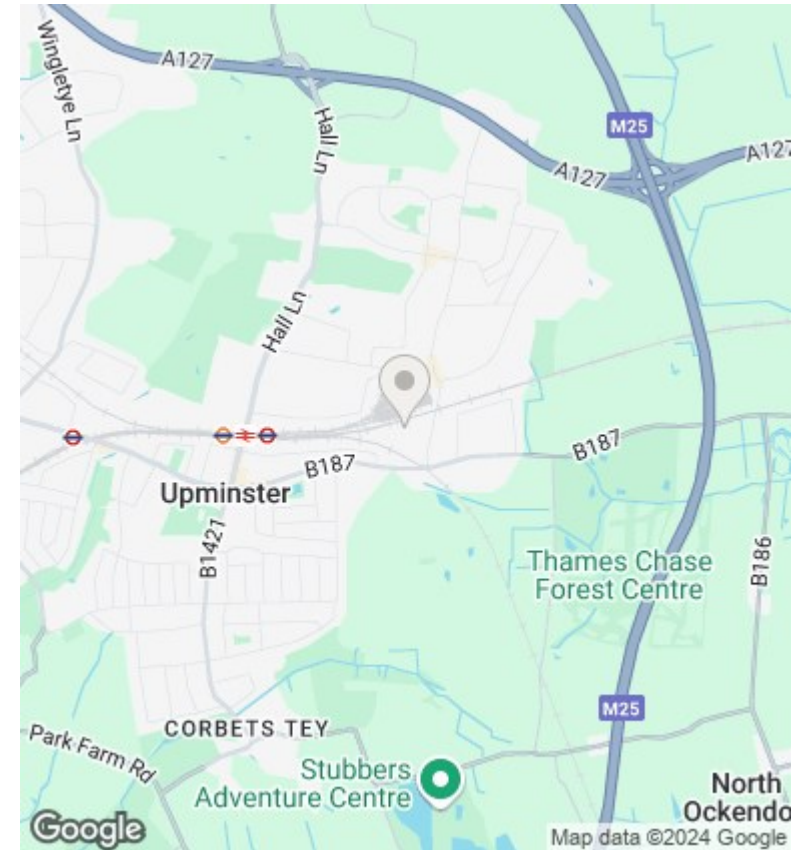 Wingletye Ln
A127
Hall Ln
M25
A127
A127
Hall Ln
B187
B187
Upminster
B1421
Thames Chase
Forest Centre
B186
M25
CORBETS TEY
Park Farm Rd
Stubbers
Adventure Centre
North
Ockendo
Google
Map data ©2024 Google